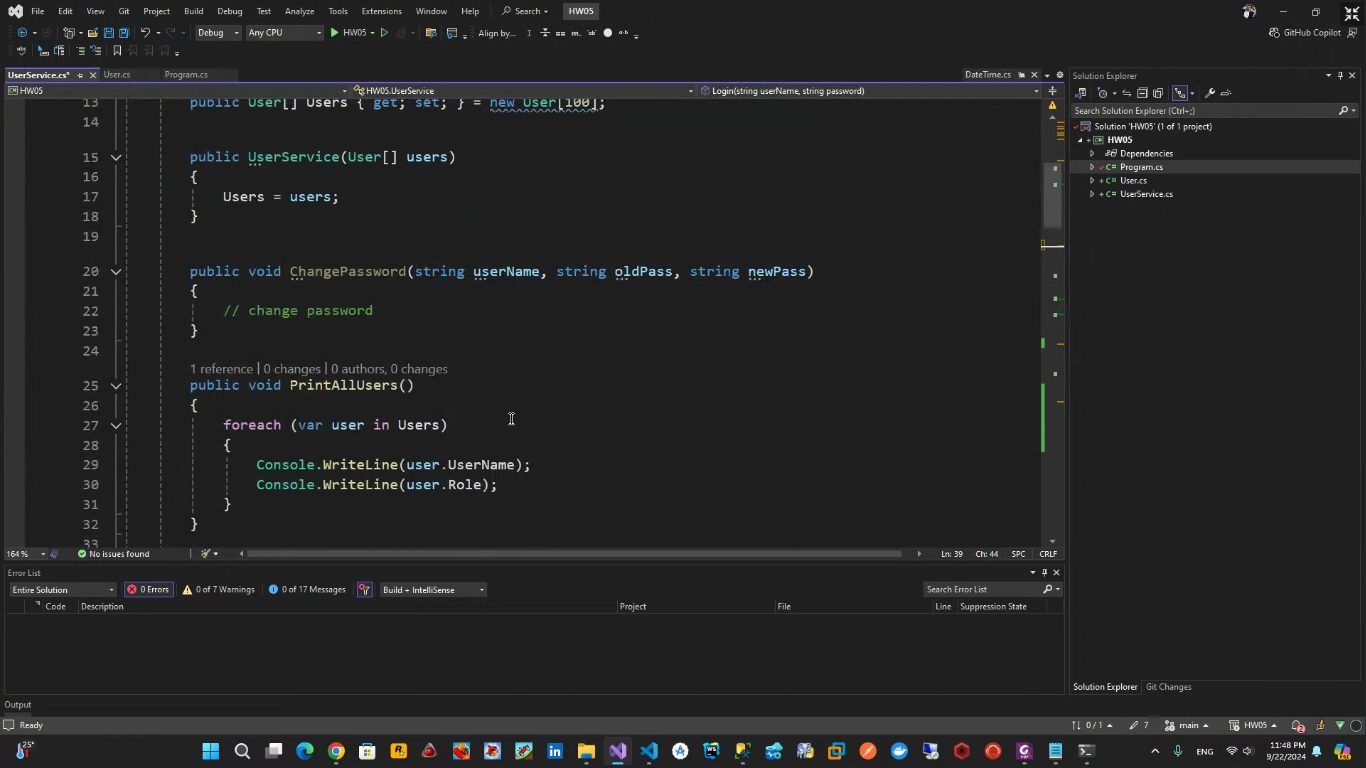 File Edit View Git Project Build Debug Test Analyze Tools Extensions Window Help Search HW05
GitHub Copilot
Debug Any CPU HW05 Align by...
UserService.cs* User.cs Program.cs DateTime.cs
HW05 HW05.UserService Login(string userName, string password)
13 public User[] Users { get; set; } = new User[100];
14
15 public UserService(User[] users)
16 {
17 Users = users;
18 }
19
20 public void ChangePassword(string userName, string oldPass, string newPass)
21 {
22 // change password
23 }
24
1 reference | 0 changes | 0 authors, 0 changes
25 public void PrintAllUsers()
26 {
27 foreach (var user in Users)
28 {
29 Console.WriteLine(user.UserName);
30 Console.WriteLine(user.Role);
31 }
32 }
33
164 % No issues found Ln: 39 Ch: 44 SPC CRLF
Error List
Entire Solution 0 Errors 0 of 7 Warnings 0 of 17 Messages Build + IntelliSense Search Error List
Code Description Project File Line Suppression State
Output
Ready
Solution Explorer
Search Solution Explorer (Ctrl+;)
Solution 'HW05' (1 of 1 project)
HW05
Dependencies
C# Program.cs
C# User.cs
C# UserService.cs
Solution Explorer Git Changes
0 / 1 7 main HW05 2
25°
ENG 11:48 PM
9/22/2024